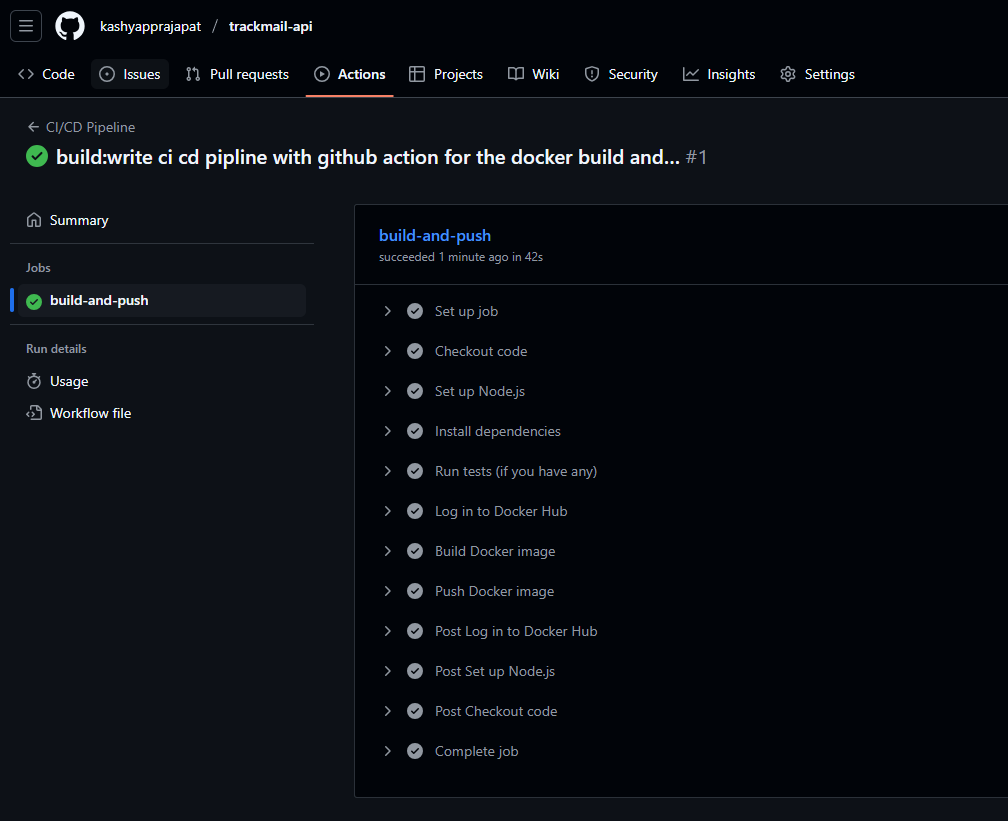 kashyapprajapat / trackmail-api
Code Issues Pull requests Actions Projects Wiki Security Insights Settings
CI/CD Pipeline
build:write ci cd pipline with github action for the docker build and... #1
Summary
Jobs
build-and-push
Run details
Usage
Workflow file
build-and-push
succeeded 1 minute ago in 42s
Set up job
Checkout code
Set up Node.js
Install dependencies
Run tests (if you have any)
Log in to Docker Hub
Build Docker image
Push Docker image
Post Log in to Docker Hub
Post Set up Node.js
Post Checkout code
Complete job